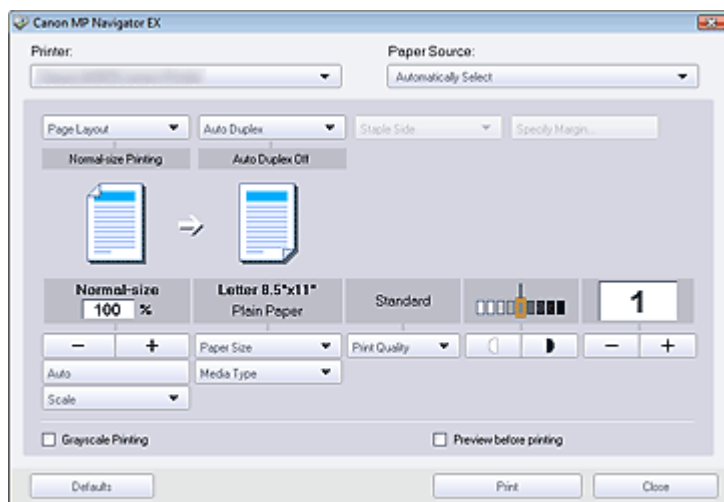 Canon MP Navigator EX
Printer:
Paper Source:
Automatically Select
Page Layout
Auto Duplex
Staple Side
Specify Margin...
Normal-size Printing
Auto Duplex Off
Normal-size
100 %
Letter 8.5"x11"
Plain Paper
Standard
1
- +
Paper Size
Print Quality
- +
Auto
Media Type
Scale
Grayscale Printing
Preview before printing
Defaults
Print
Close